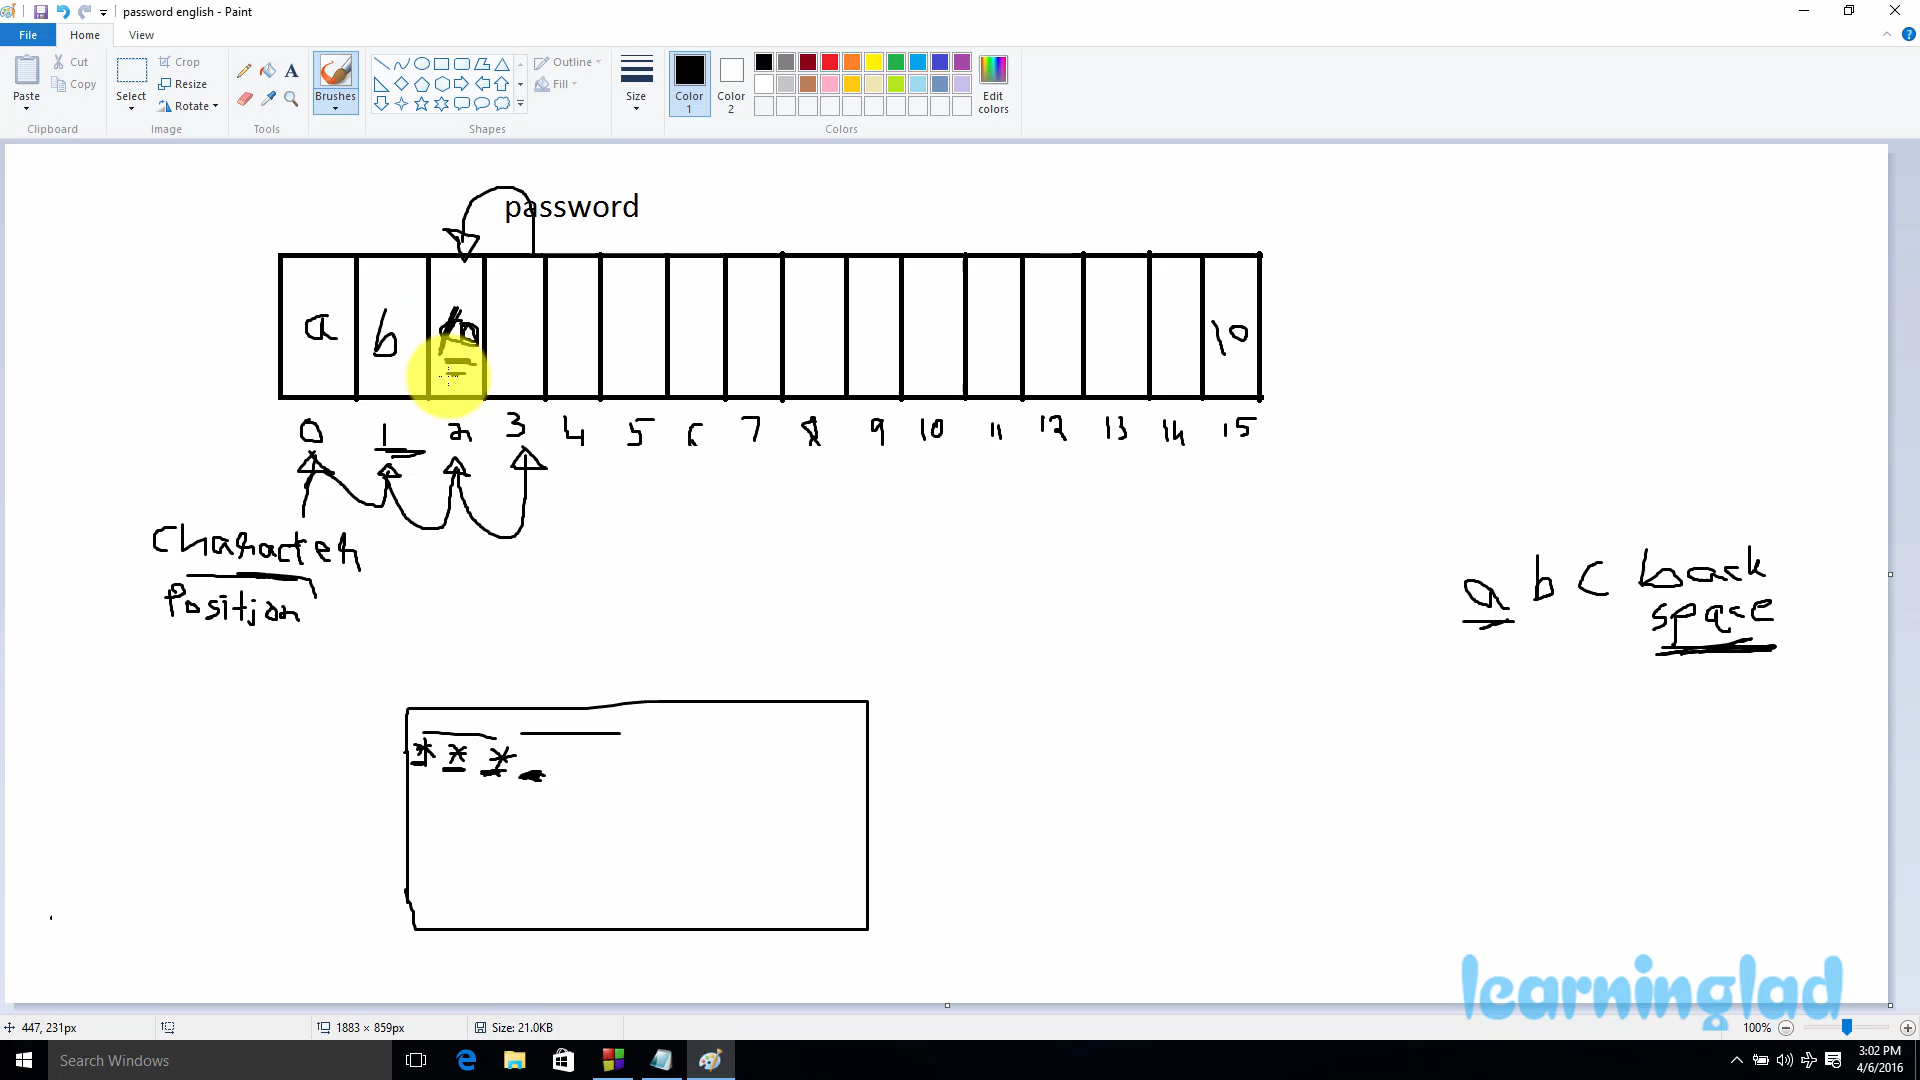 password english - Paint
File Home View
Paste Cut Copy Clipboard
Select Crop Resize Rotate Image
Tools
Brushes
Shapes Outline Fill
Size
Color 1 Color 2 Edit colors Colors
password
a b 10
0 1 2 3 4 5 6 7 8 9 10 11 12 13 14 15
Character
Position
a b c back
space
* * *
learninglad
447, 231px 1883 × 859px Size: 21.0KB 100%
Search Windows
3:02 PM
4/6/2016